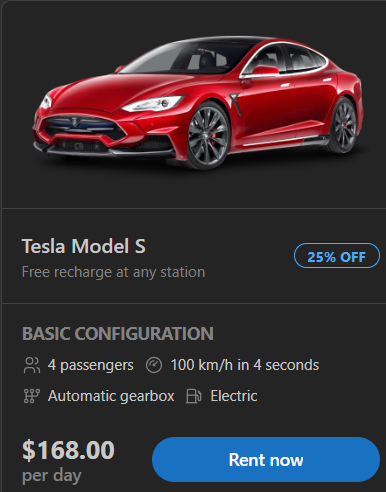 Tesla Model S
25% OFF
Free recharge at any station
BASIC CONFIGURATION
4 passengers 100 km/h in 4 seconds
Automatic gearbox Electric
$168.00
per day
Rent now